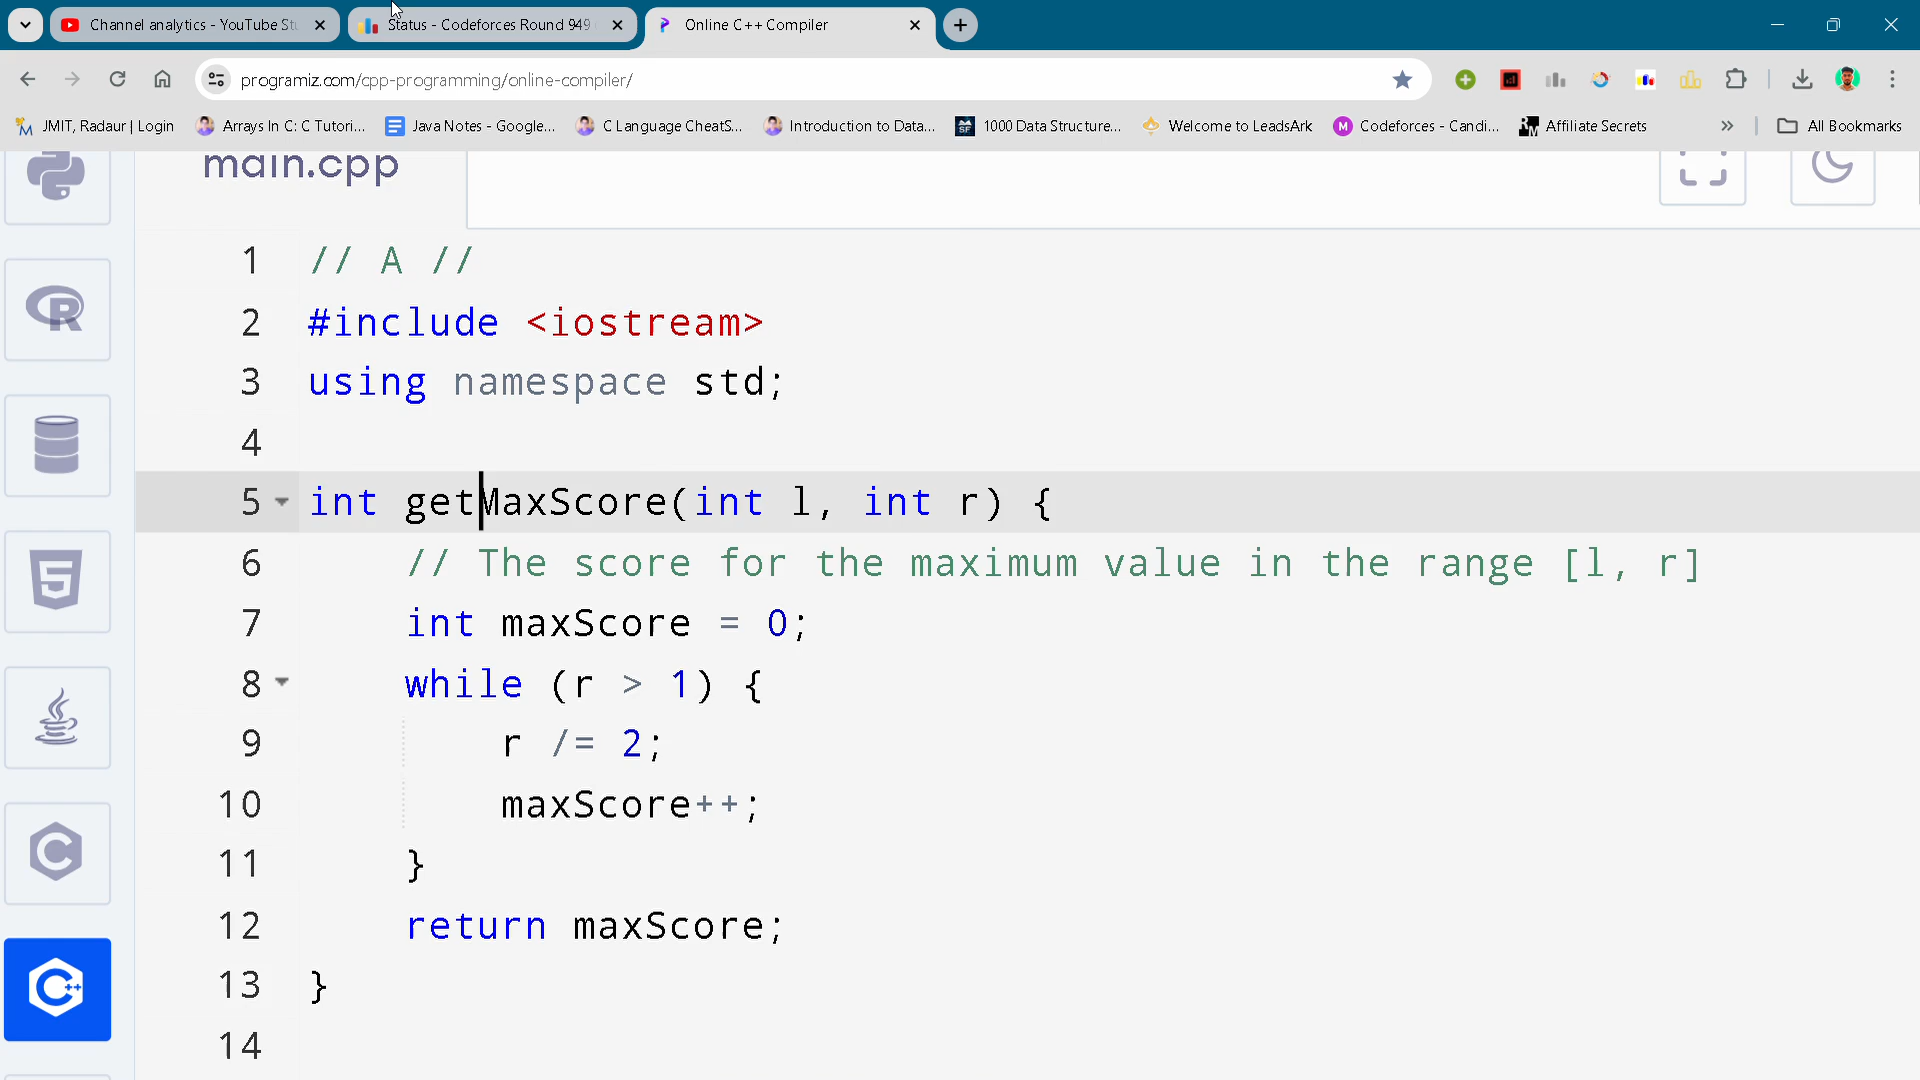 Channel analytics - YouTube St
Status - Codeforces Round 949
Online C++ Compiler
programiz.com/cpp-programming/online-compiler/
JMIT, Radaur | Login
Arrays In C: C Tutori...
Java Notes - Google...
C Language CheatS...
Introduction to Data...
1000 Data Structure...
Welcome to LeadsArk
Codeforces - Candi...
Affiliate Secrets
All Bookmarks
main.cpp
1 // A //
2 #include <iostream>
3 using namespace std;
4
5 int getMaxScore(int l, int r) {
6 // The score for the maximum value in the range [l, r]
7 int maxScore = 0;
8 while (r > 1) {
9 r /= 2;
10 maxScore++;
11 }
12 return maxScore;
13 }
14